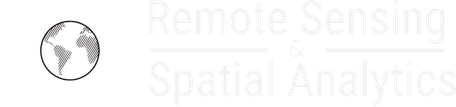 Remote Sensing
&
Spatial Analytics